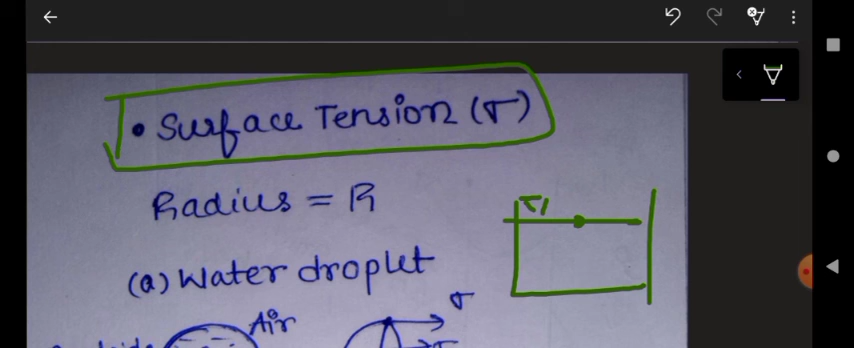 • Surface Tension (σ)
Radius = R
(a) Water droplet
σ
Air